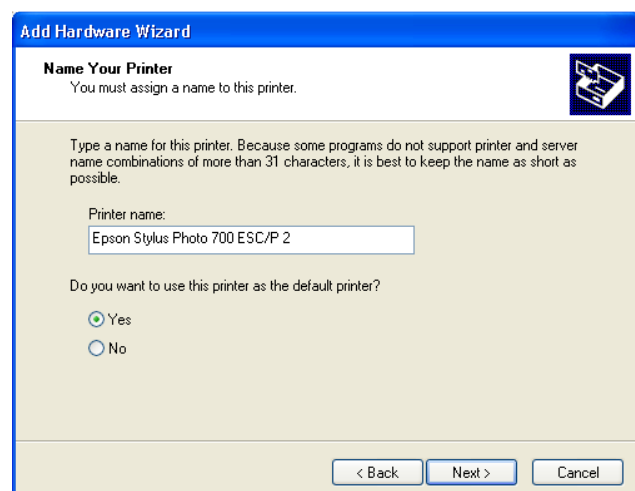 Add Hardware Wizard
Name Your Printer
You must assign a name to this printer.
Type a name for this printer. Because some programs do not support printer and server
name combinations of more than 31 characters, it is best to keep the name as short as
possible.
Printer name:
Epson Stylus Photo 700 ESC/P 2
Do you want to use this printer as the default printer?
Yes
No
< Back Next > Cancel